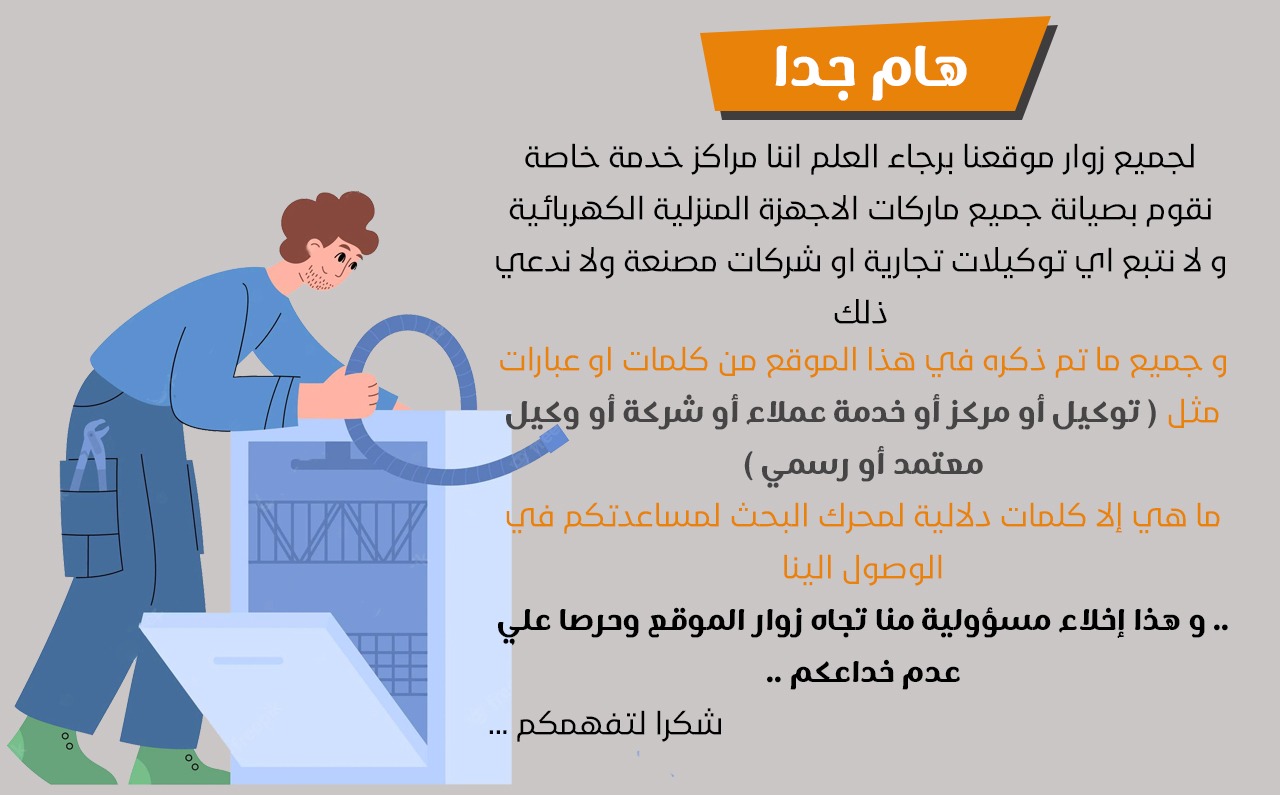 هام جدا
لجميع زوار موقعنا برجاء العلم اننا مراكز خدمة خاصة
نقوم بصيانة جميع ماركات الاجهزة المنزلية الكهربائية
و لا نتبع اي توكيلات تجارية او شركات مصنعة ولا ندعي
ذلك
و جميع ما تم ذكره في هذا الموقع من كلمات او عبارات
مثل ( توكيل أو مركز أو خدمة عملاء أو شركة أو وكيل
معتمد أو رسمي )
ما هي إلا كلمات دلالية لمحرك البحث لمساعدتكم في
الوصول الينا
.. و هذا إخلاء مسؤولية منا تجاه زوار الموقع وحرصا علي
عدم خداعكم ..
شكرا لتفهمكم ...